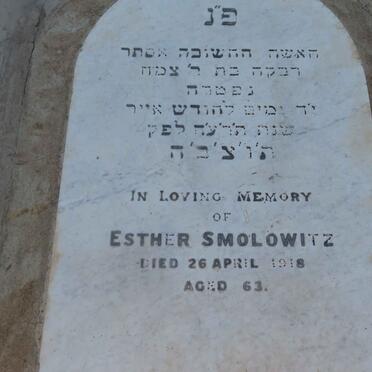 פ״נ
האשה החשובה אסתר
רבקה בת ר׳ צמח
נפטרה
י״ד ימים לחודש אייר
שנת תרע״ח לפק
ת׳נ׳צ׳ב׳ה
IN LOVING MEMORY
OF
ESTHER SMOLOWITZ
DIED 26 APRIL 1918
AGED 63.